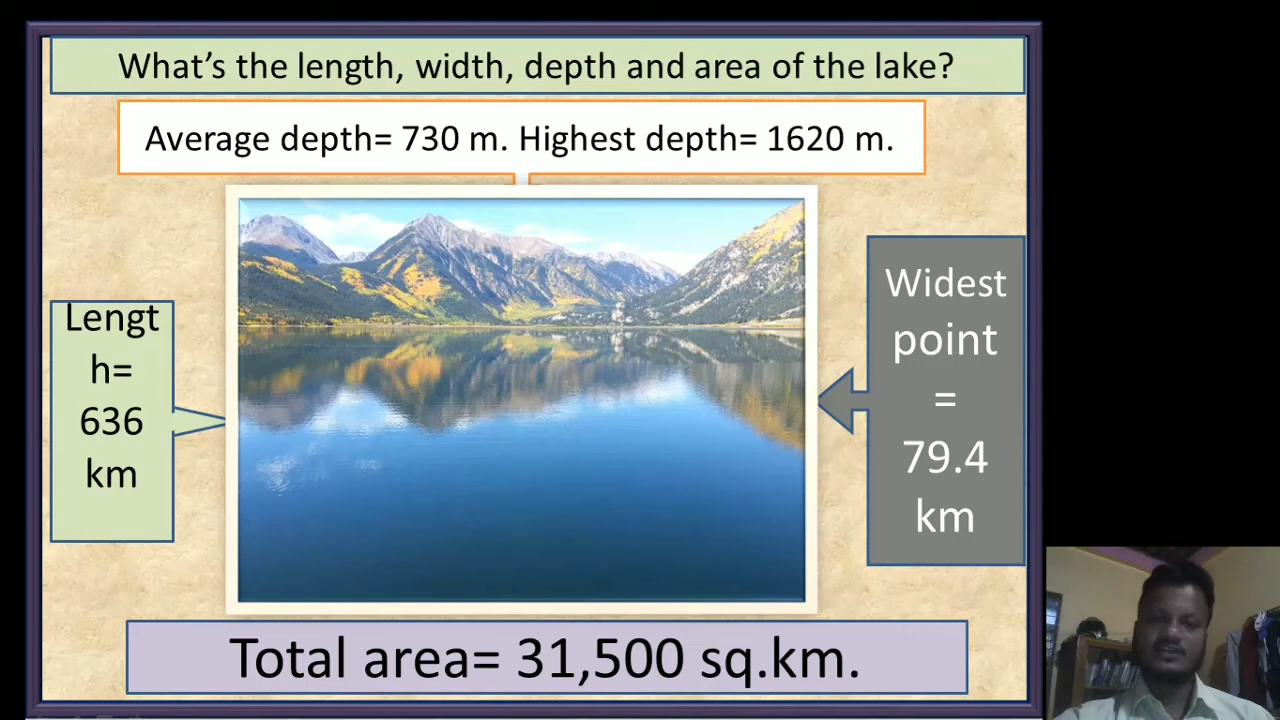 What’s the length, width, depth and area of the lake?
Average depth= 730 m. Highest depth= 1620 m.
Lengt
h=
636
km
Widest
point
=
79.4
km
Total area= 31,500 sq.km.